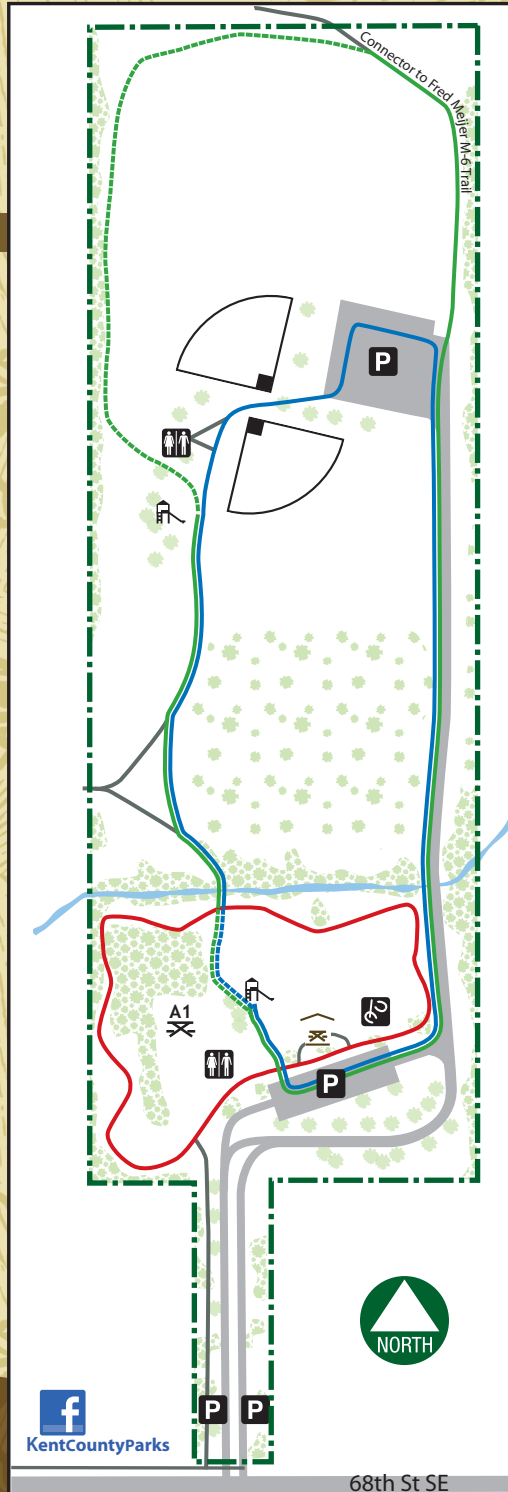 Connector to Fred Meijer M-6 Trail
P
A1
P
NORTH
P P
f
KentCountyParks
68th St SE